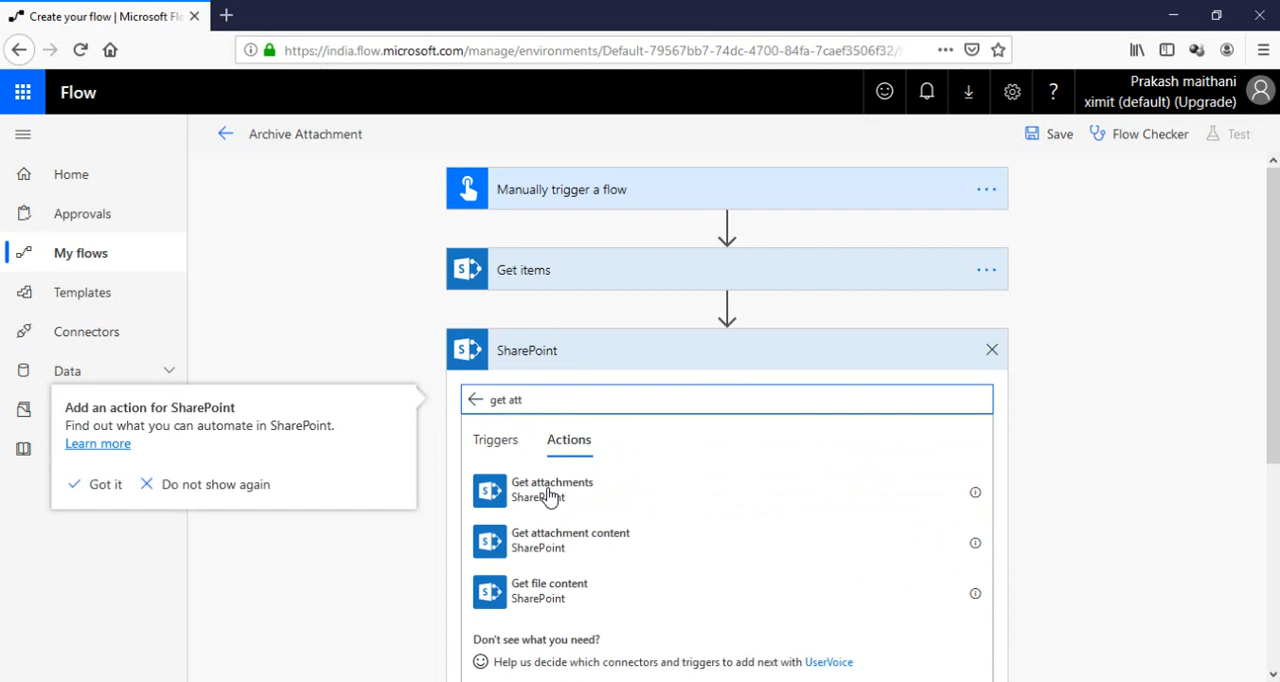 Create your flow | Microsoft Flo
https://india.flow.microsoft.com/manage/environments/Default-79567bb7-74dc-4700-84fa-7caef3506f32/
Flow
Prakash maithani
ximit (default) (Upgrade)
Archive Attachment
Save
Flow Checker
Test
Home
Approvals
My flows
Templates
Connectors
Data
Add an action for SharePoint
Find out what you can automate in SharePoint.
Learn more
Got it
Do not show again
Manually trigger a flow
Get items
SharePoint
get att
Triggers
Actions
Get attachments
SharePoint
Get attachment content
SharePoint
Get file content
SharePoint
Don't see what you need?
Help us decide which connectors and triggers to add next with UserVoice